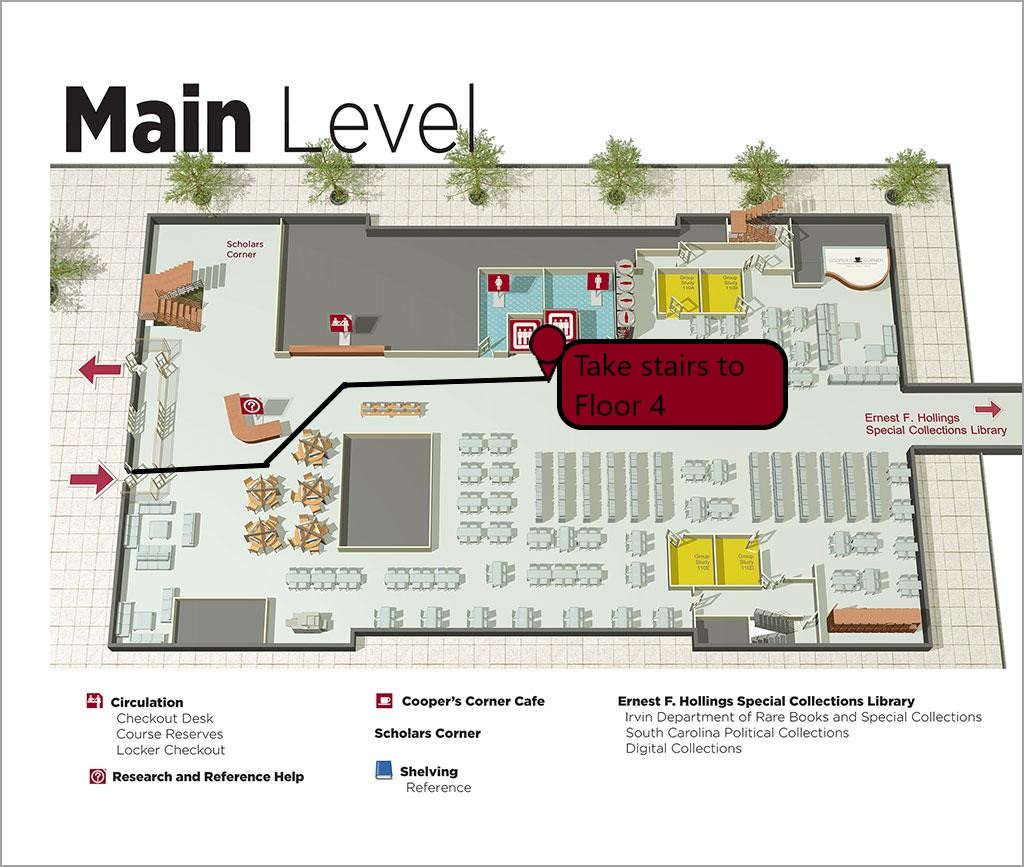 Main Level
Scholars
Corner
COOPER'S CORNER
Group
Study
110A
Group
Study
110B
Take stairs to
Floor 4
Ernest F. Hollings
Special Collections Library
Group
Study
110E
Group
Study
110D
Circulation
Checkout Desk
Course Reserves
Locker Checkout
Research and Reference Help
Cooper's Corner Cafe
Scholars Corner
Shelving
Reference
Ernest F. Hollings Special Collections Library
Irvin Department of Rare Books and Special Collections
South Carolina Political Collections
Digital Collections